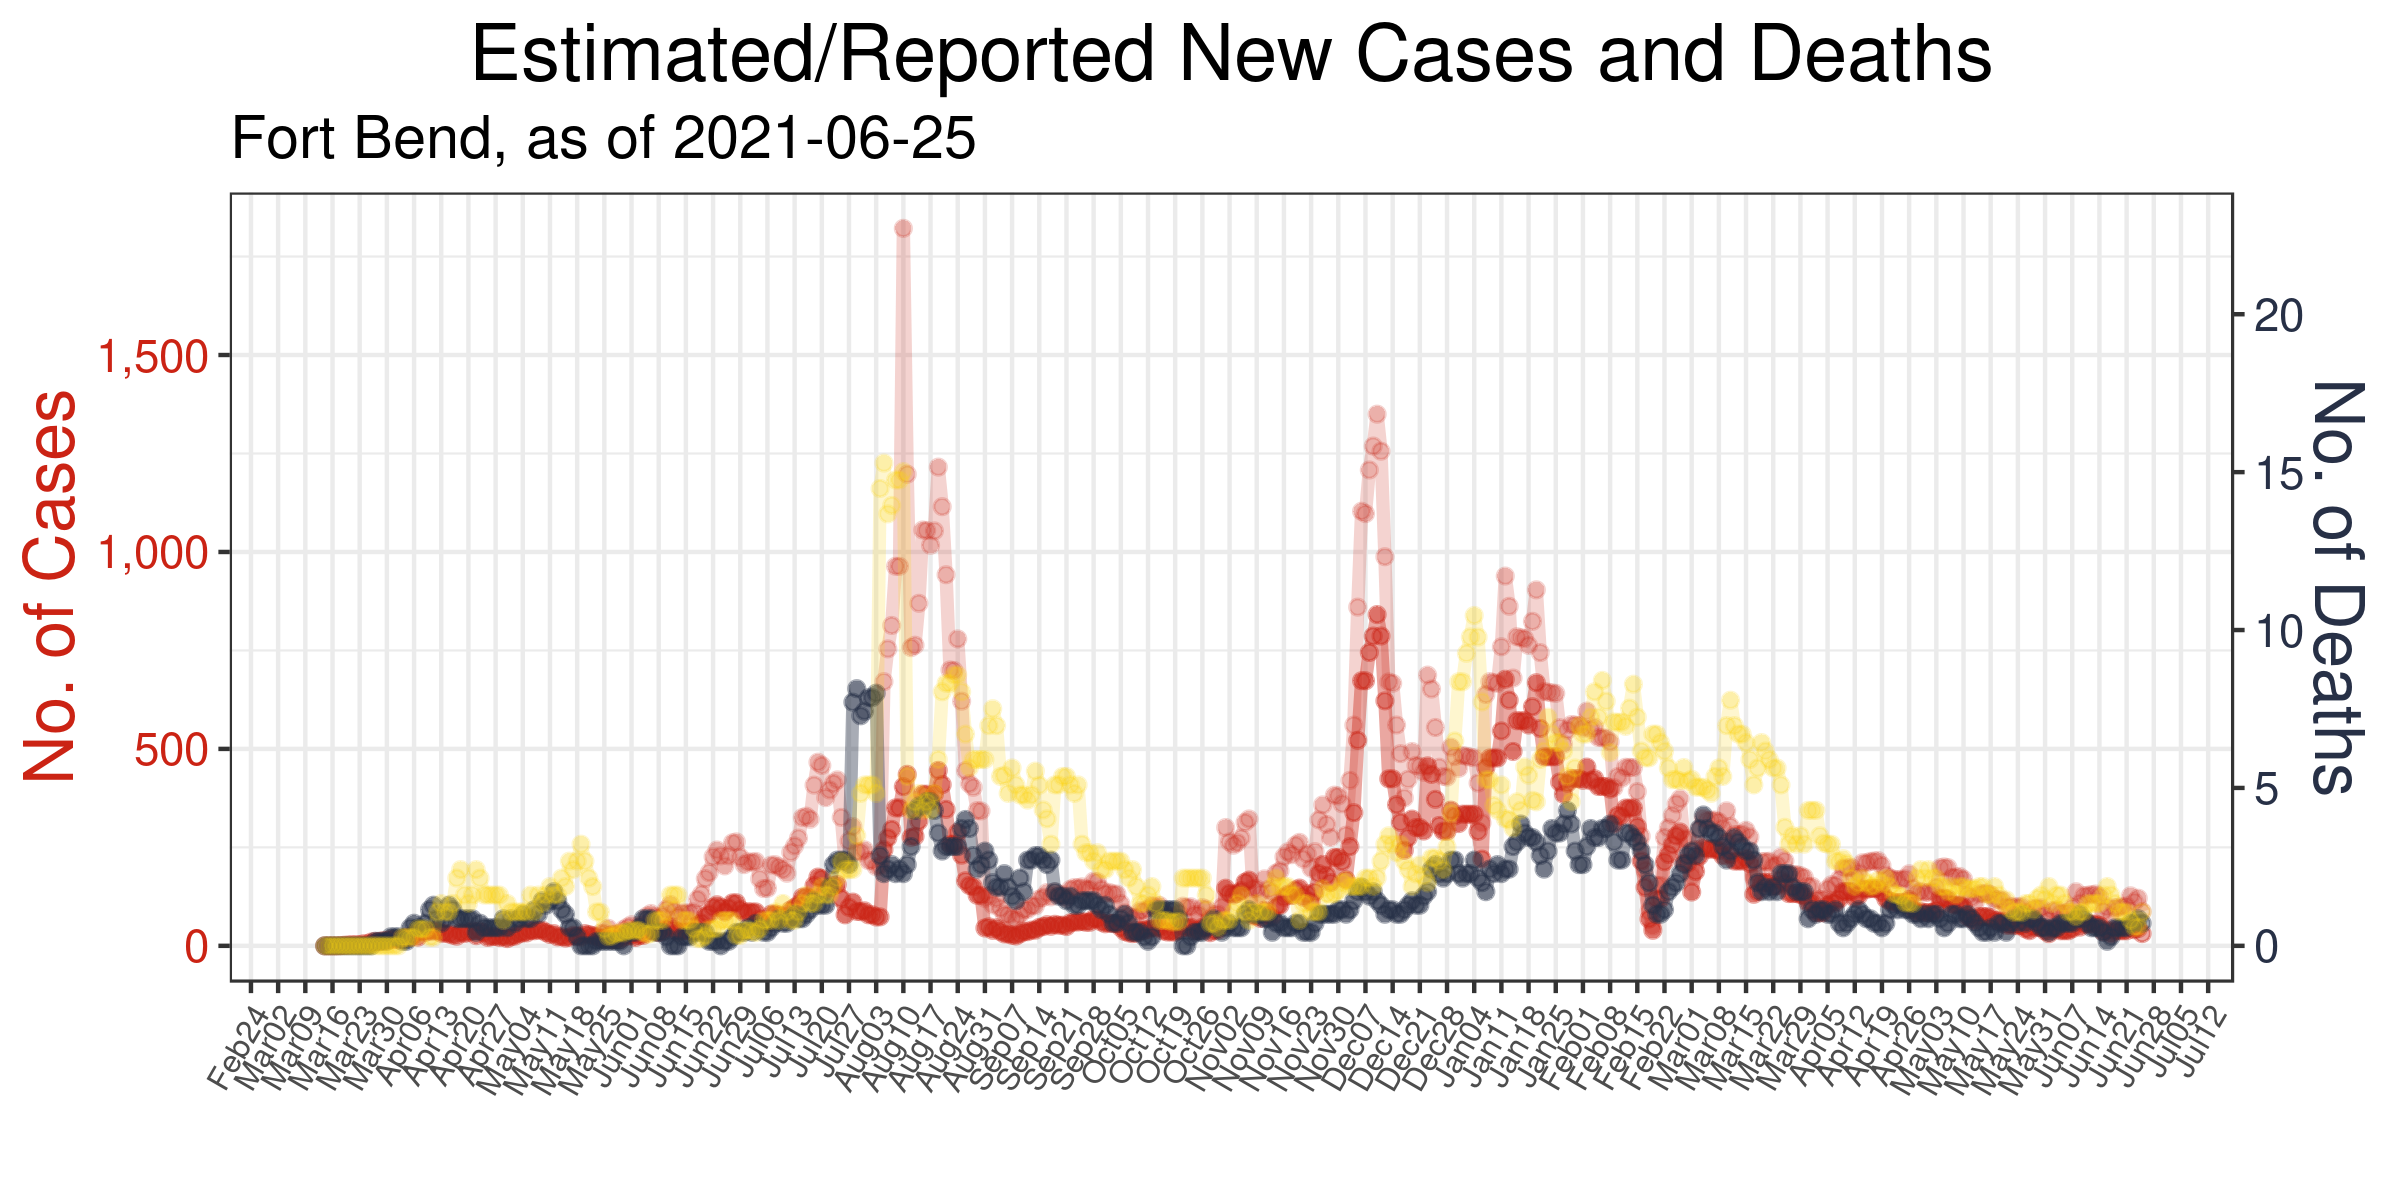 Estimated/Reported New Cases and Deaths
Fort Bend, as of 2021-06-25
No. of Cases
1,500
1,000
500
0
20
15
10
5
0
No. of Deaths
Feb24 Mar02 Mar09 Mar16 Mar23 Mar30 Apr06 Apr13 Apr20 Apr27 May04 May11 May18 May25 Jun01 Jun08 Jun15 Jun22 Jun29 Jul06 Jul13 Jul20 Jul27 Aug03 Aug10 Aug17 Aug24 Aug31 Sep07 Sep14 Sep21 Sep28 Oct05 Oct12 Oct19 Oct26 Nov02 Nov09 Nov16 Nov23 Nov30 Dec07 Dec14 Dec21 Dec28 Jan04 Jan11 Jan18 Jan25 Feb01 Feb08 Feb15 Feb22 Mar01 Mar08 Mar15 Mar22 Mar29 Apr05 Apr12 Apr19 Apr26 May03 May10 May17 May24 May31 Jun07 Jun14 Jun21 Jun28 Jul05 Jul12